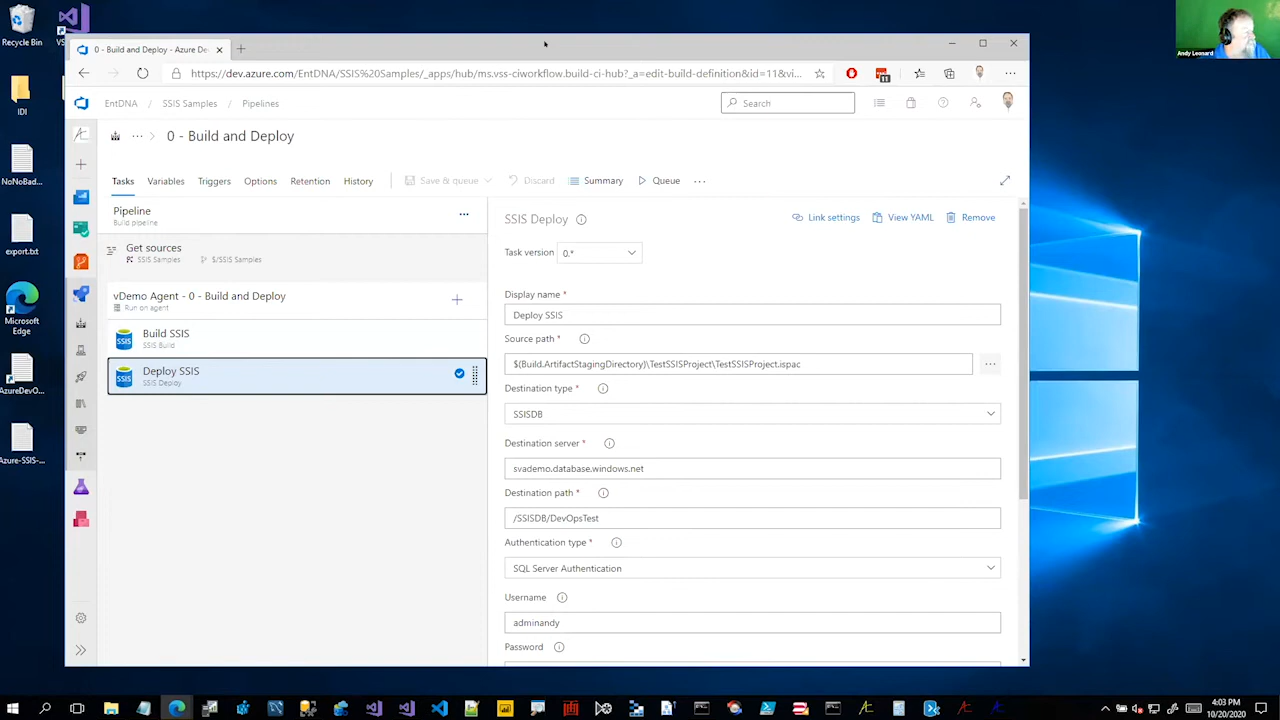 Recycle Bin
VS
IDI
NoNoBad...
export.txt
Microsoft
Edge
AzureDevO...
Azure-SSIS-...
0 - Build and Deploy - Azure De
https://dev.azure.com/EntDNA/SSIS%20Samples/_apps/hub/ms.vss-ciworkflow.build-ci-hub?_a=edit-build-definition&id=11&vi...
11
Andy Leonard
EntDNA
SSIS Samples
Pipelines
Search
0 - Build and Deploy
Tasks
Variables
Triggers
Options
Retention
History
Save & queue
Discard
Summary
Queue
Pipeline
Build pipeline
Get sources
SSIS Samples
$/SSIS Samples
vDemo Agent - 0 - Build and Deploy
Run on agent
Build SSIS
SSIS Build
Deploy SSIS
SSIS Deploy
SSIS Deploy
Link settings
View YAML
Remove
Task version
0.*
Display name *
Deploy SSIS
Source path *
$(Build.ArtifactStagingDirectory)\TestSSISProject\TestSSISProject.ispac
Destination type *
SSISDB
Destination server *
svademo.database.windows.net
Destination path *
/SSISDB/DevOpsTest
Authentication type *
SQL Server Authentication
Username
adminandy
Password
4:03 PM
10/20/2020